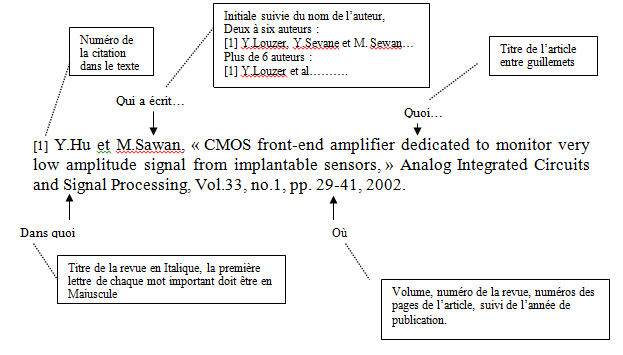 Numéro de
la citation
dans le texte
Initiale suivie du nom de l'auteur,
Deux à six auteurs :
[1] Y.Louzer, Y.Sevane et M. Sewan…
Plus de 6 auteurs :
[1] Y.Louzer et al……….
Titre de l'article
entre guillemets
Qui a écrit…
Quoi…
[1] Y.Hu et M.Sawan, « CMOS front-end amplifier dedicated to monitor very
low amplitude signal from implantable sensors, » Analog Integrated Circuits
and Signal Processing, Vol.33, no.1, pp. 29-41, 2002.
Dans quoi
Où
Titre de la revue en Italique, la première
lettre de chaque mot important doit être en
Maiuscule
Volume, numéro de la revue, numéros des
pages de l'article, suivi de l'année de
publication.